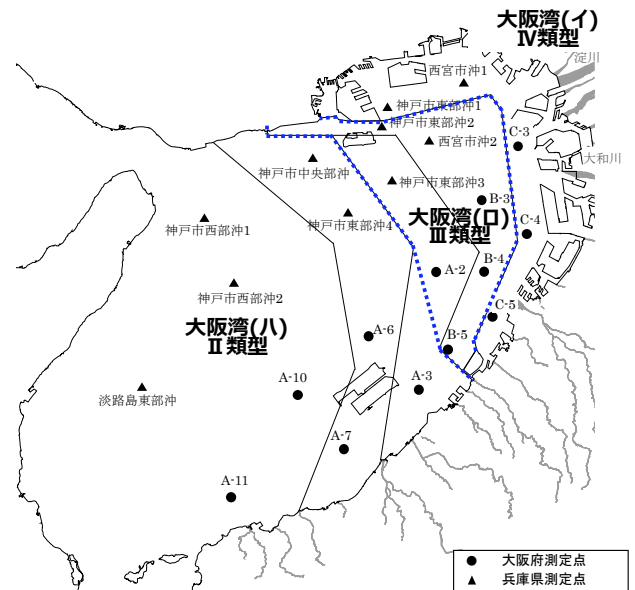 大阪湾(イ)
Ⅳ類型
淀川
西宮市沖1
神戸市東部沖1
神戸市東部沖2
C-3
西宮市沖2
大和川
神戸市中央部沖
神戸市東部沖3
B-3
神戸市西部沖1
神戸市東部沖4
大阪湾(ロ)
Ⅲ類型
C-4
A-2
B-4
神戸市西部沖2
C-5
大阪湾(ハ)
Ⅱ類型
A-6
B-5
淡路島東部沖
A-10
A-3
A-7
A-11
● 大阪府測定点
▲ 兵庫県測定点